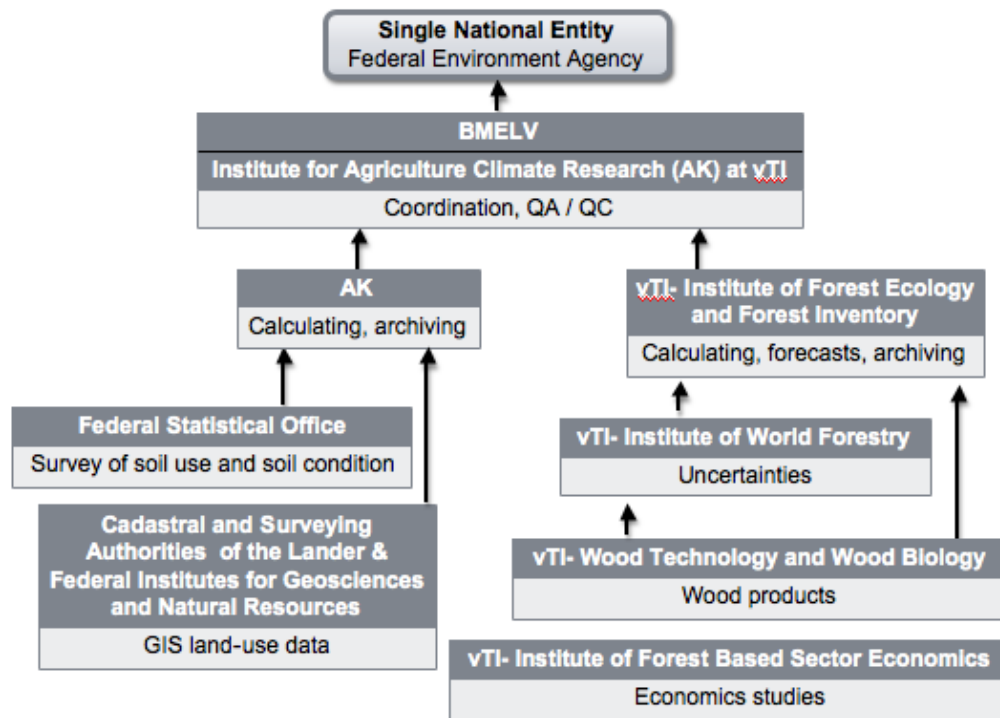 Single National Entity
Federal Environment Agency
BMELV
Institute for Agriculture Climate Research (AK) at vTI
Coordination, QA / QC
AK
Calculating, archiving
vTI- Institute of Forest Ecology
and Forest Inventory
Calculating, forecasts, archiving
Federal Statistical Office
Survey of soil use and soil condition
vTI- Institute of World Forestry
Uncertainties
Cadastral and Surveying
Authorities of the Lander &
Federal Institutes for Geosciences
and Natural Resources
GIS land-use data
vTI- Wood Technology and Wood Biology
Wood products
vTI- Institute of Forest Based Sector Economics
Economics studies